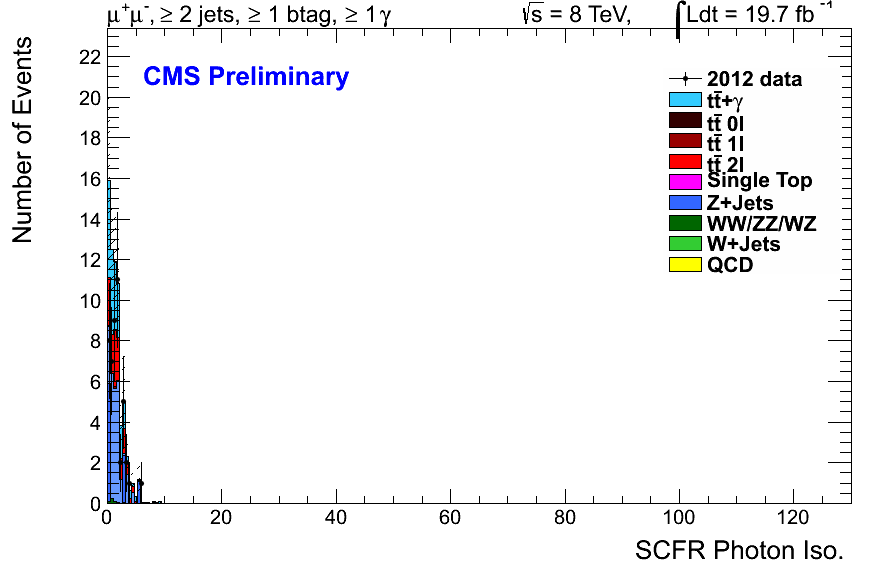 μ⁺μ⁻, ≥ 2 jets, ≥ 1 btag, ≥ 1 γ √s = 8 TeV, ∫Ldt = 19.7 fb⁻¹
Number of Events
CMS Preliminary
2012 data
tt̄+γ
tt̄ 0l
tt̄ 1l
tt̄ 2l
Single Top
Z+Jets
WW/ZZ/WZ
W+Jets
QCD
22
20
18
16
14
12
10
8
6
4
2
0
0 20 40 60 80 100 120
SCFR Photon Iso.